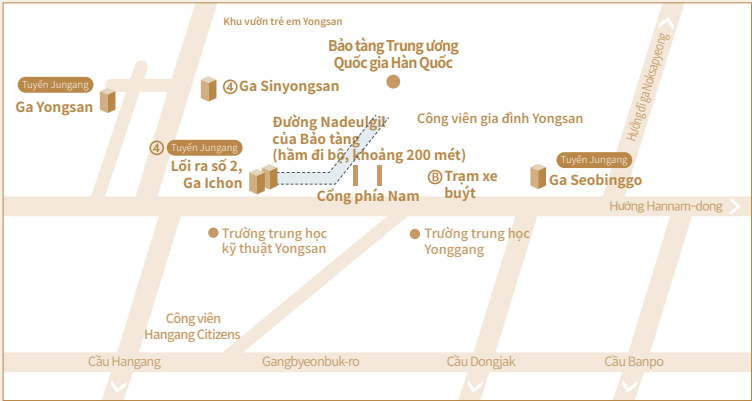 Khu vườn trẻ em Yongsan
Bảo tàng Trung ương
Quốc gia Hàn Quốc
Hướng đi ga Noksapyeong
Tuyến Jungang
Ga Yongsan
④ Ga Sinyongsan
Đường Nadeulgil
của Bảo tàng
(hầm đi bộ, khoảng 200 mét)
Công viên gia đình Yongsan
④ Tuyến Jungang
Lối ra số 2,
Ga Ichon
Cổng phía Nam
Ⓑ Trạm xe
buýt
Tuyến Jungang
Ga Seobinggo
Hướng Hannam-dong
Trường trung học
kỹ thuật Yongsan
Trường trung học
Yonggang
Công viên
Hangang Citizens
Cầu Hangang
Gangbyeonbuk-ro
Cầu Dongjak
Cầu Banpo